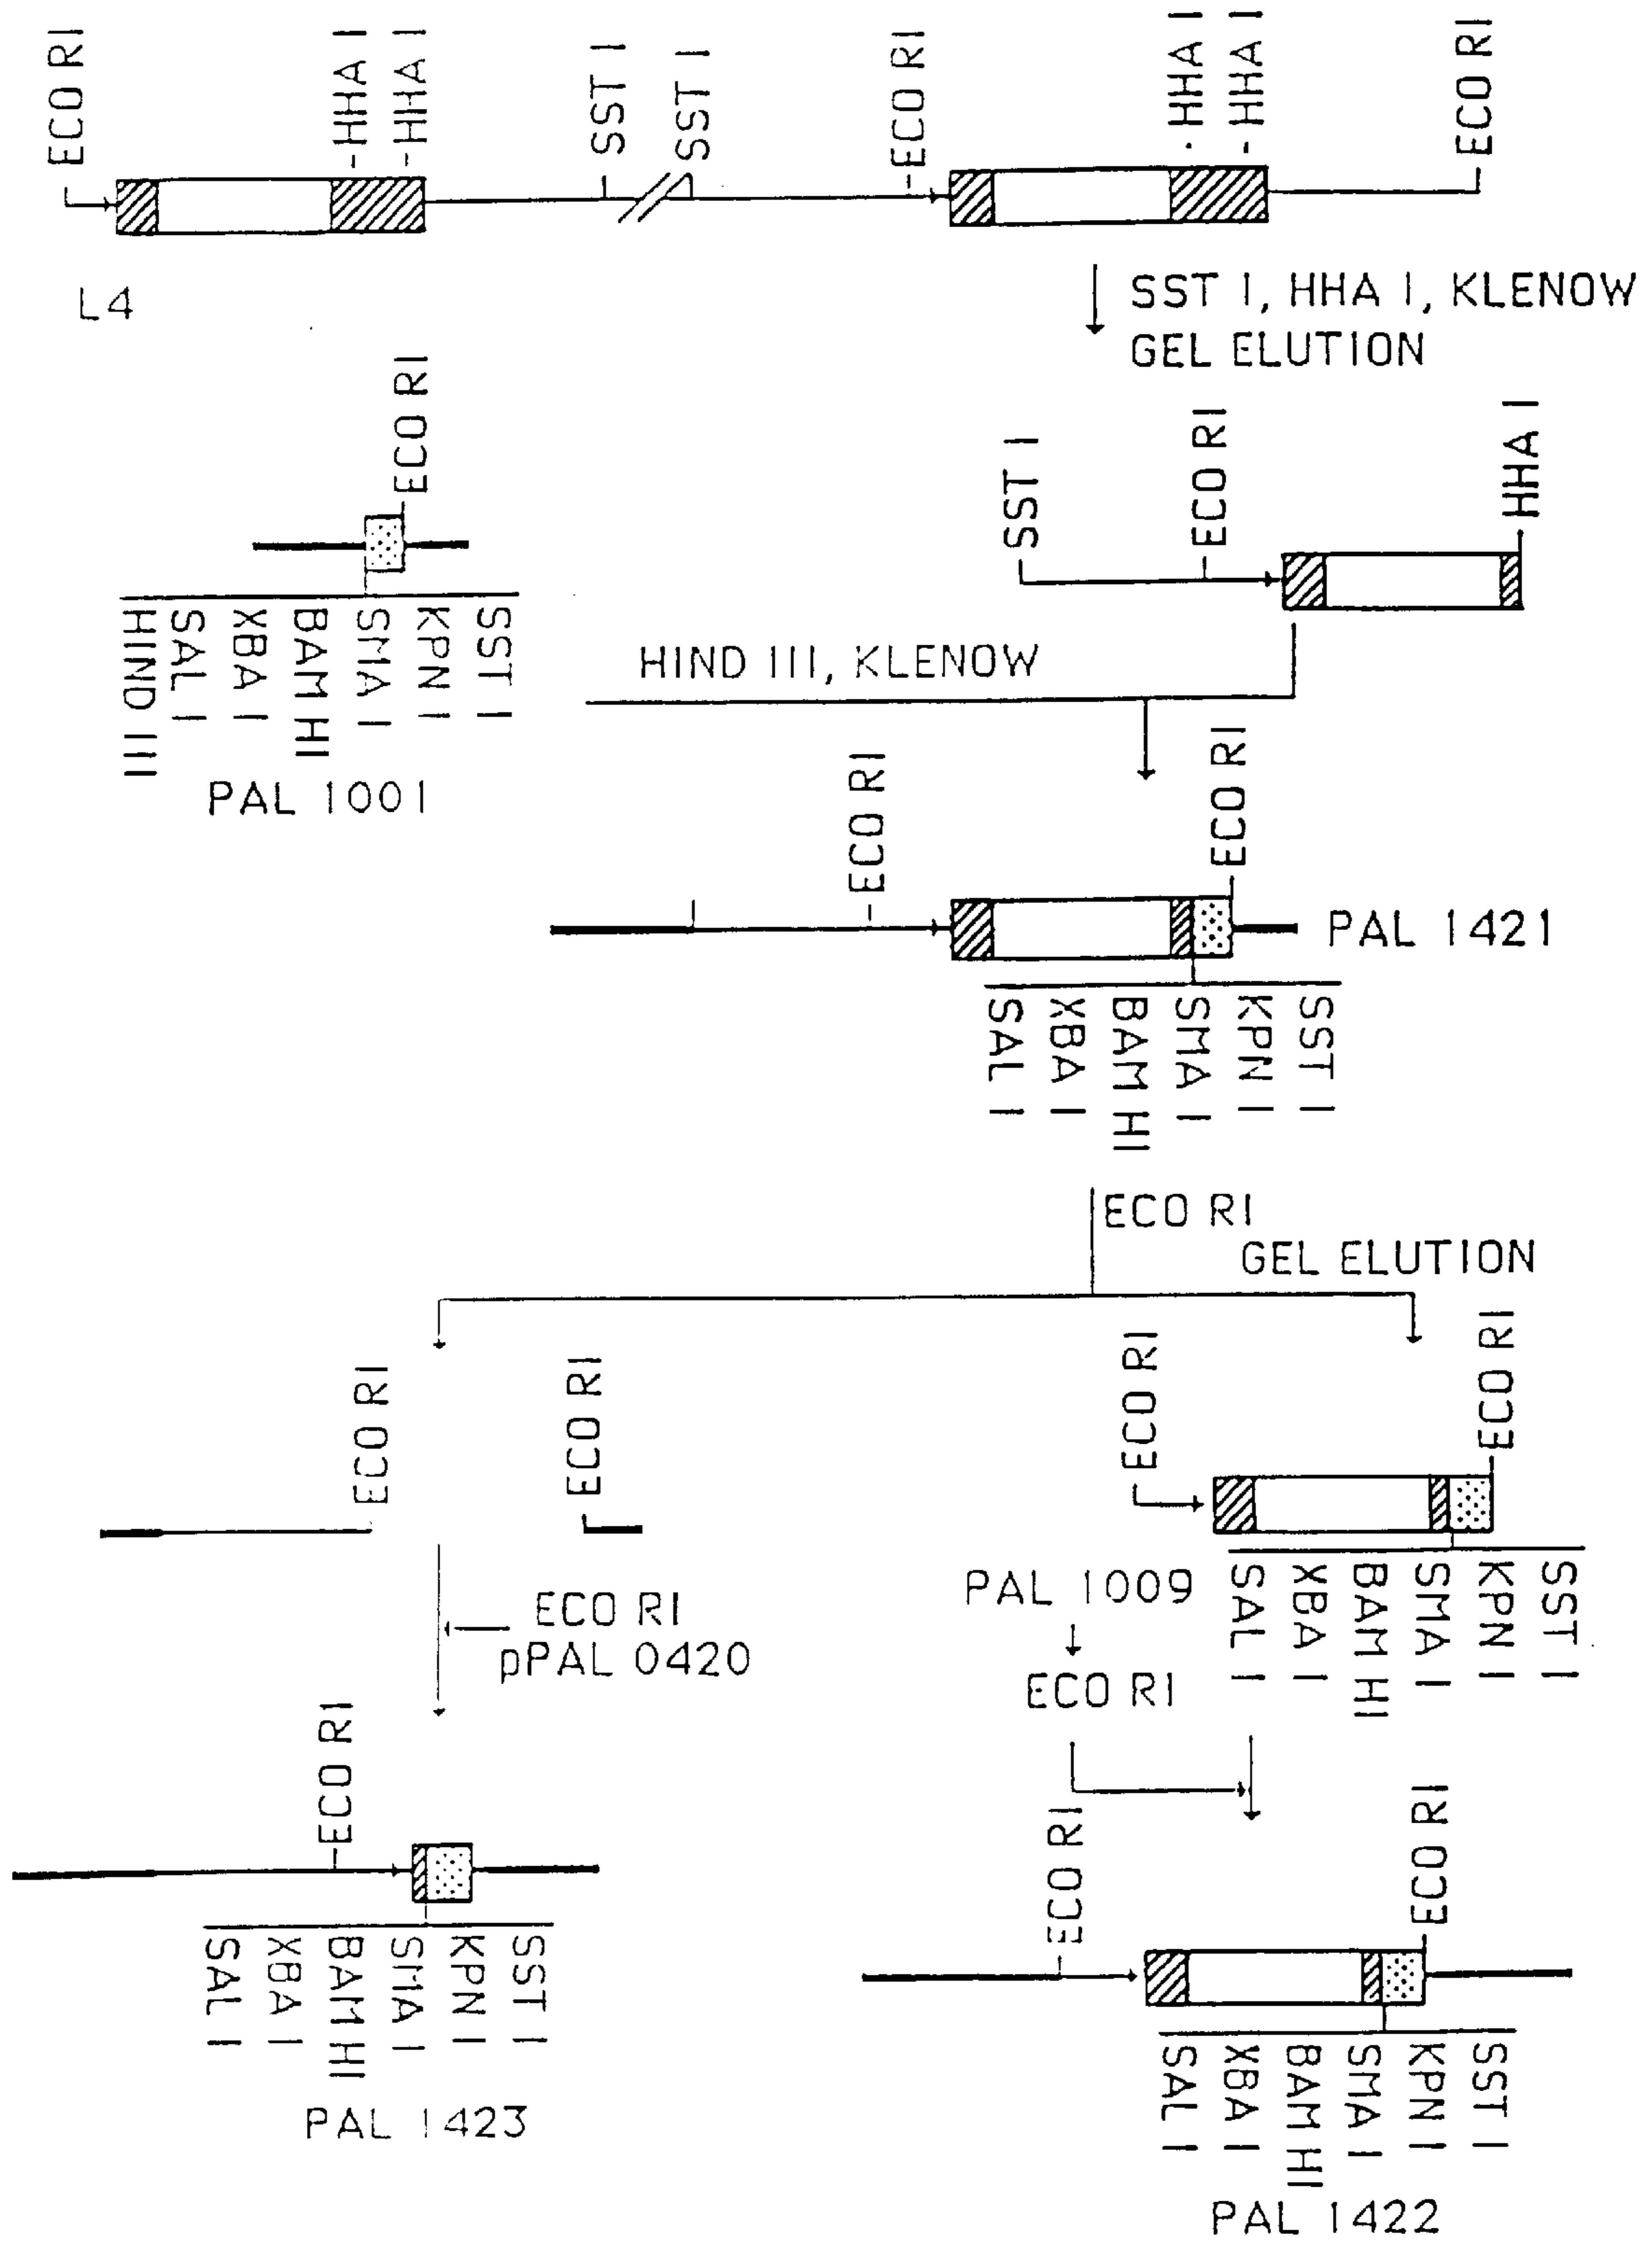 ECO RI
HHA I
HHA I
SST I
SST I
ECO RI
HHA I
HHA I
ECO RI
L4
SST I, HHA I, KLENOW
GEL ELUTION
ECO RI
SST I
ECO RI
HHA I
HIND III
SAL I
XBA I
BAM HI
SMA I
KPN I
SST I
PAL 1001
HIND III, KLENOW
ECO RI
ECO RI
PAL 1421
SAL I
XBA I
BAM HI
SMA I
KPN I
SST I
ECO RI
GEL ELUTION
ECO RI
ECO RI
ECO RI
ECO RI
SAL I
XBA I
BAM HI
SMA I
KPN I
SST I
PAL 1009
ECO RI
ECO RI
pPAL 0420
ECO RI
SAL I
XBA I
BAM HI
SMA I
KPN I
SST I
PAL 1423
ECO RI
ECO RI
SAL I
XBA I
BAM HI
SMA I
KPN I
SST I
PAL 1422